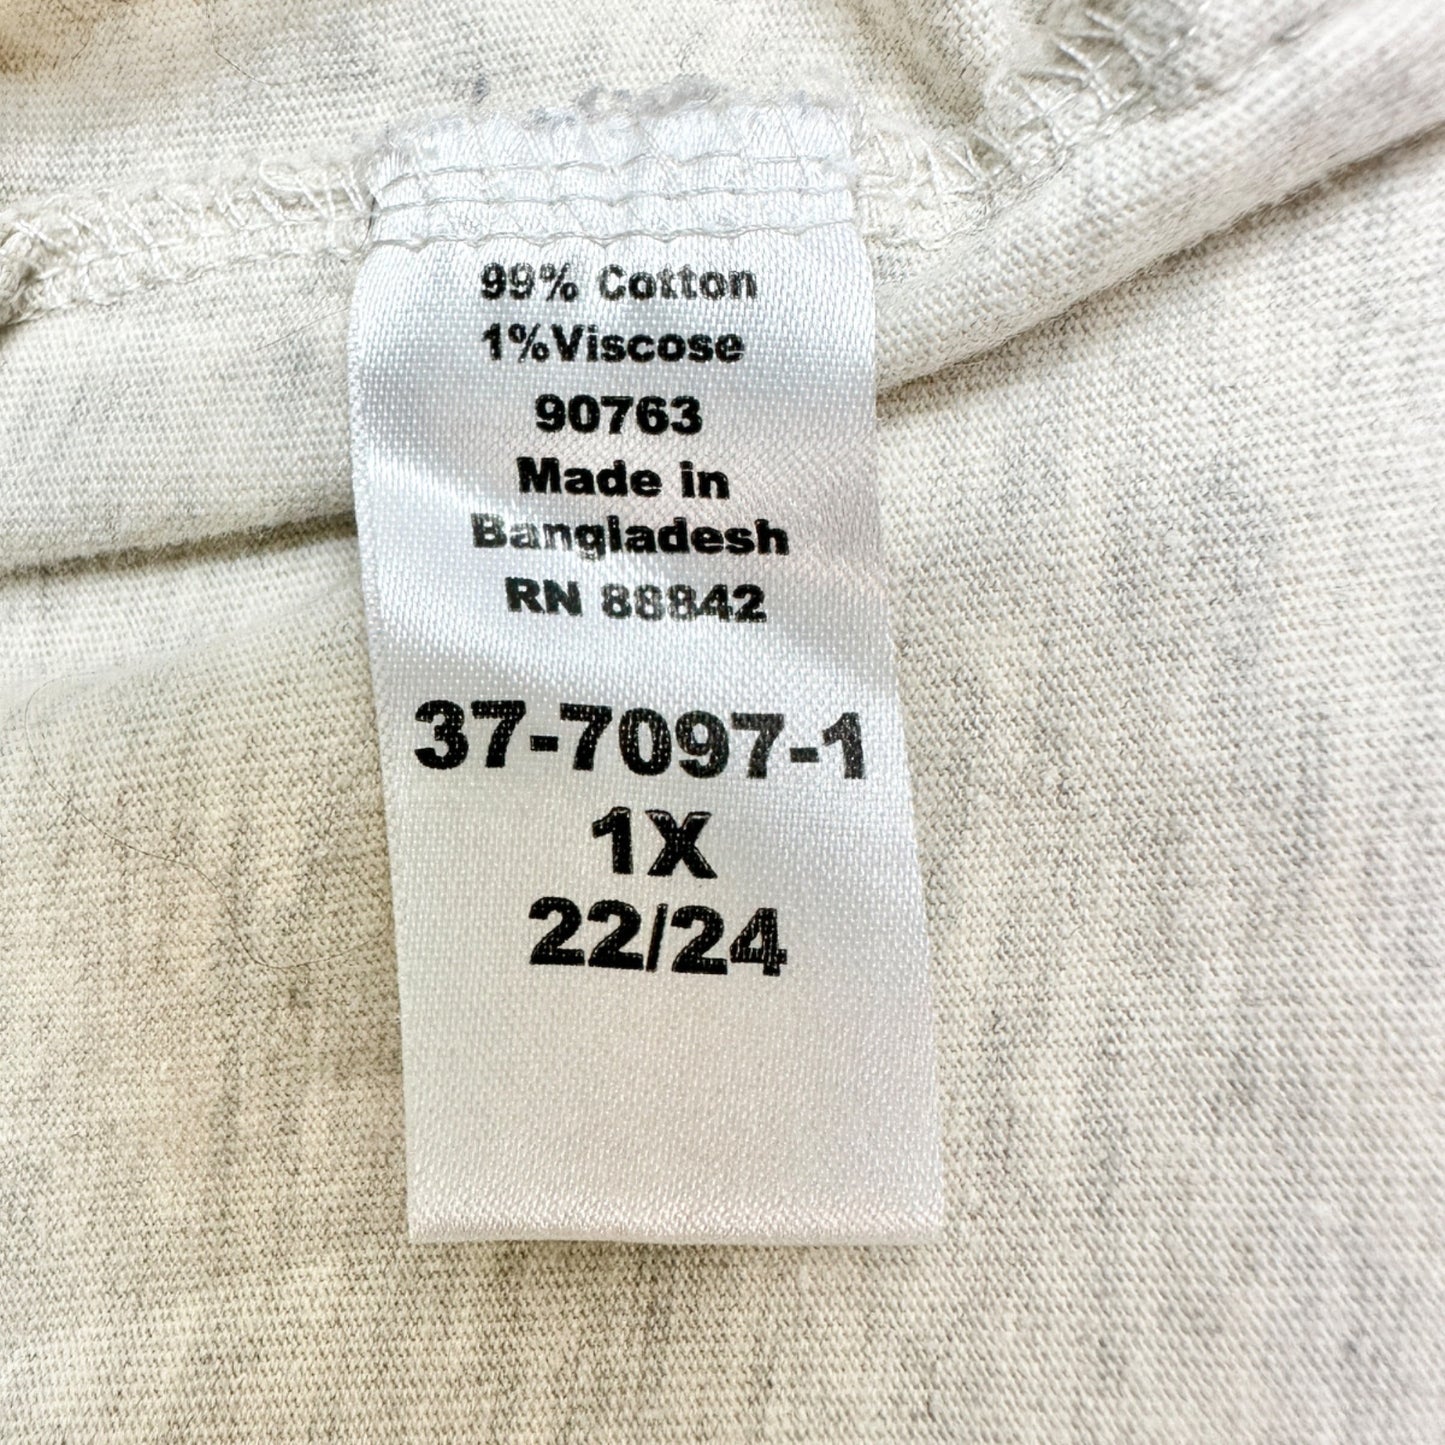 99% Cotton
1%Viscose
90763
Made in
Bangladesh
RN 88842
37-7097-1
1X
22/24